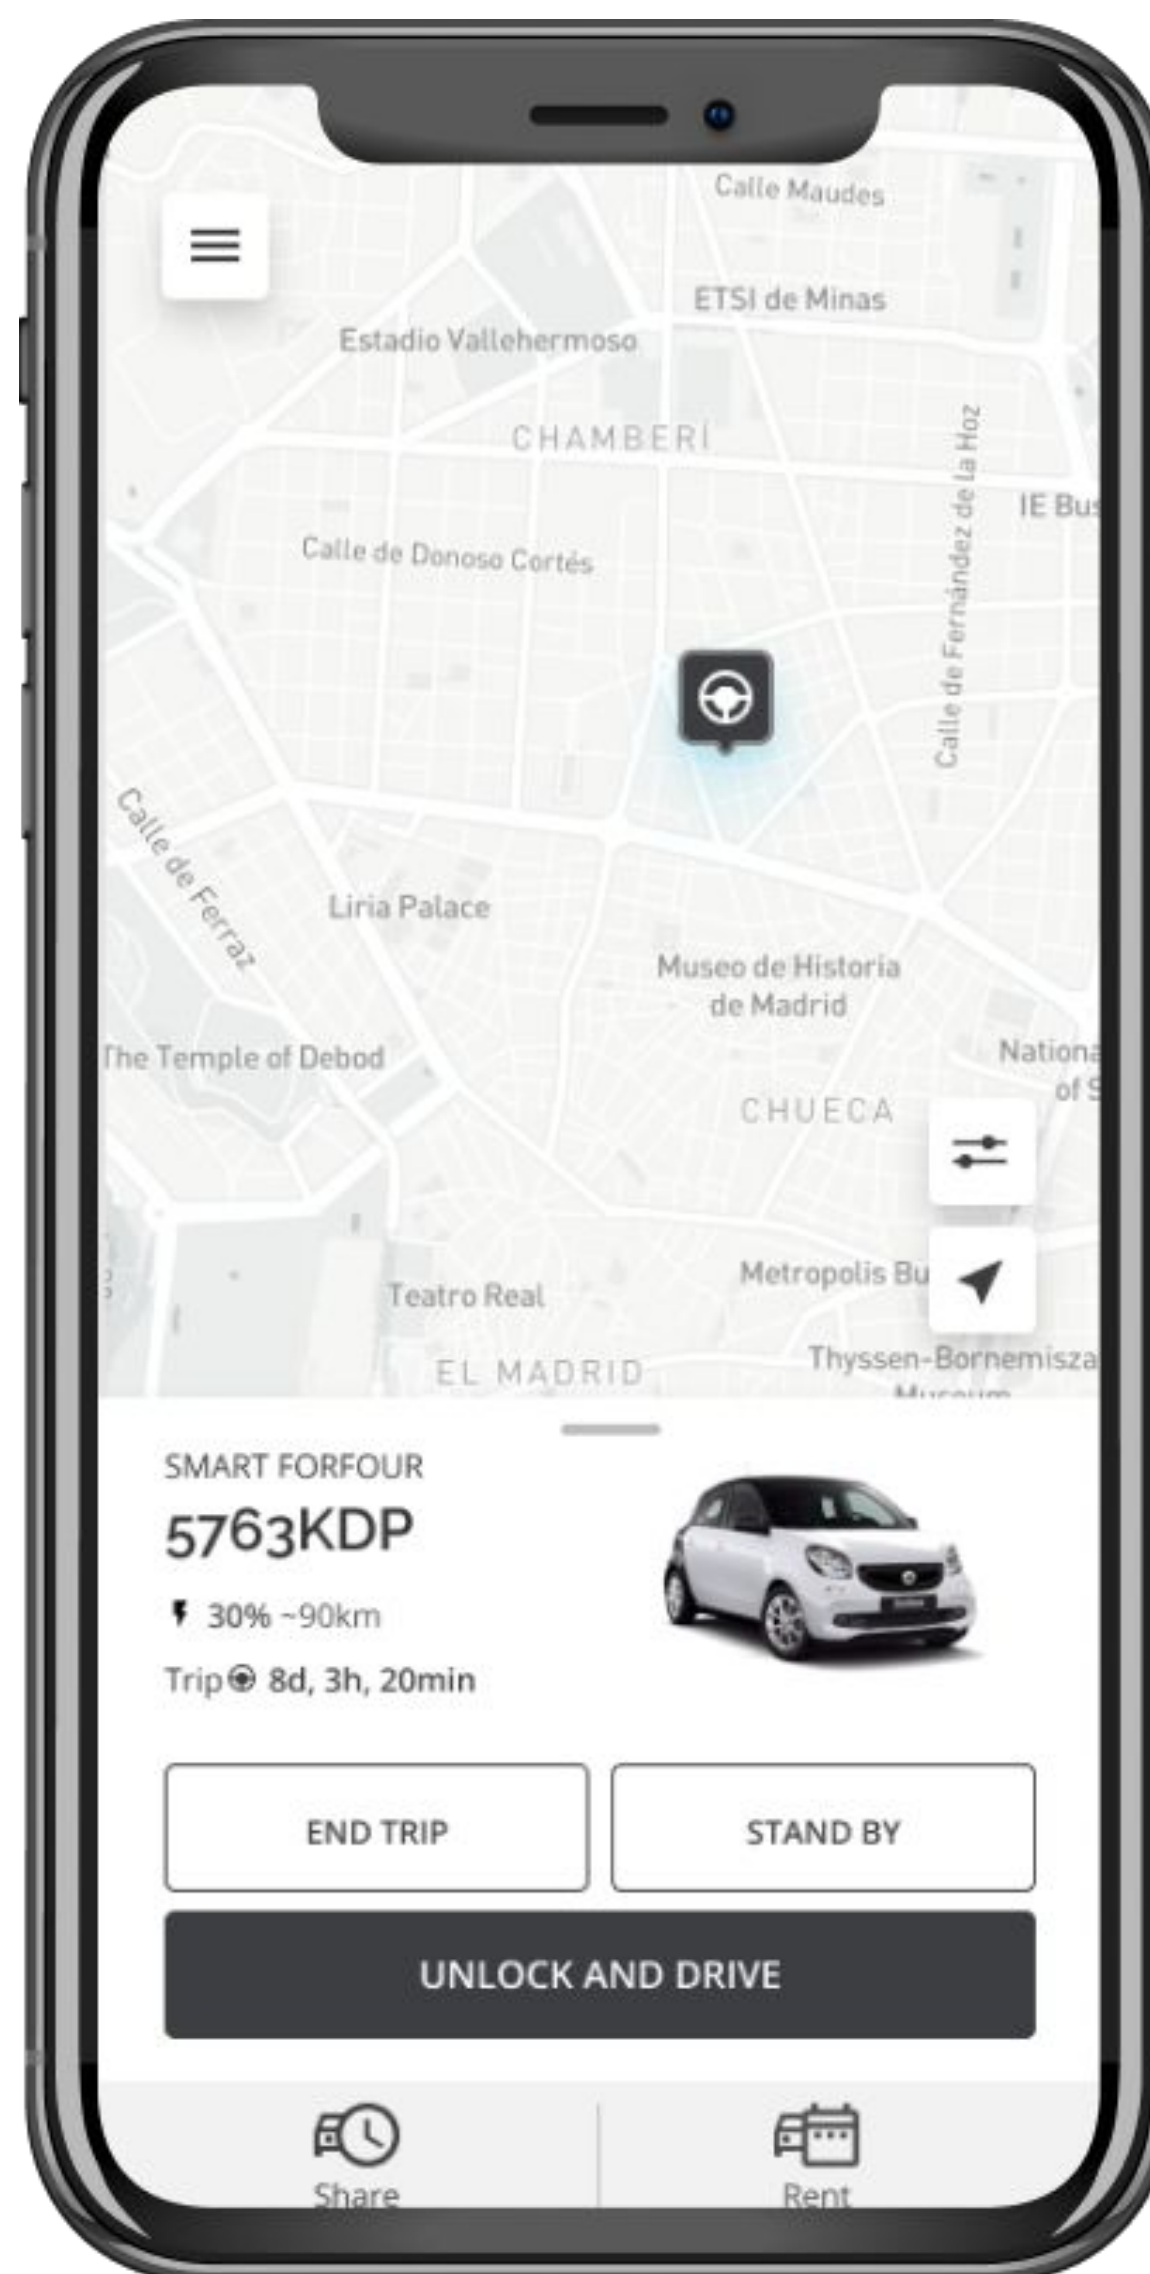 Calle Maudes
ETSI de Minas
Estadio Vallehermoso
CHAMBERÍ
Calle de Fernández de la Hoz
IE Bus
Calle de Donoso Cortés
Calle de Ferraz
Liria Palace
Museo de Historia
de Madrid
The Temple of Debod
Nationa
of S
CHUECA
Metropolis Bu
Teatro Real
Thyssen-Bornemisza
Museum
EL MADRID
SMART FORFOUR
5763KDP
30% ~90km
Trip 8d, 3h, 20min
END TRIP
STAND BY
UNLOCK AND DRIVE
Share
Rent